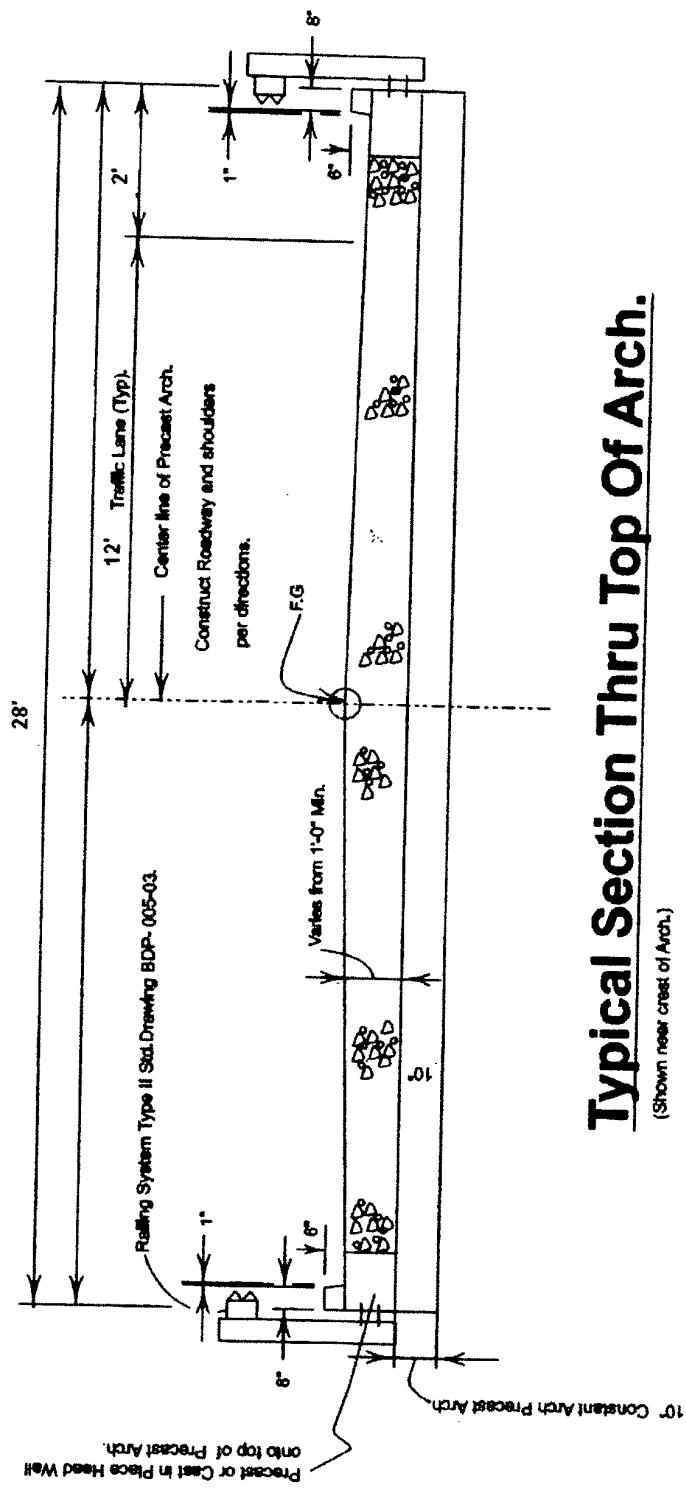 28'
12' Traffic Lane (Typ).
2'
Center line of Precast Arch.
Construct Roadway and shoulders
per directions.
Railing System Type II Std.Drawing BDP- 005-03.
1"
1"
8"
8"
6"
6"
F.G
Varies from 1'-0" Min.
10"
Precast or Cast in Place Head Wall
onto top of Precast Arch.
10" Constant Arch Precast Arch.
Typical Section Thru Top Of Arch.
(Shown near crest of Arch.)